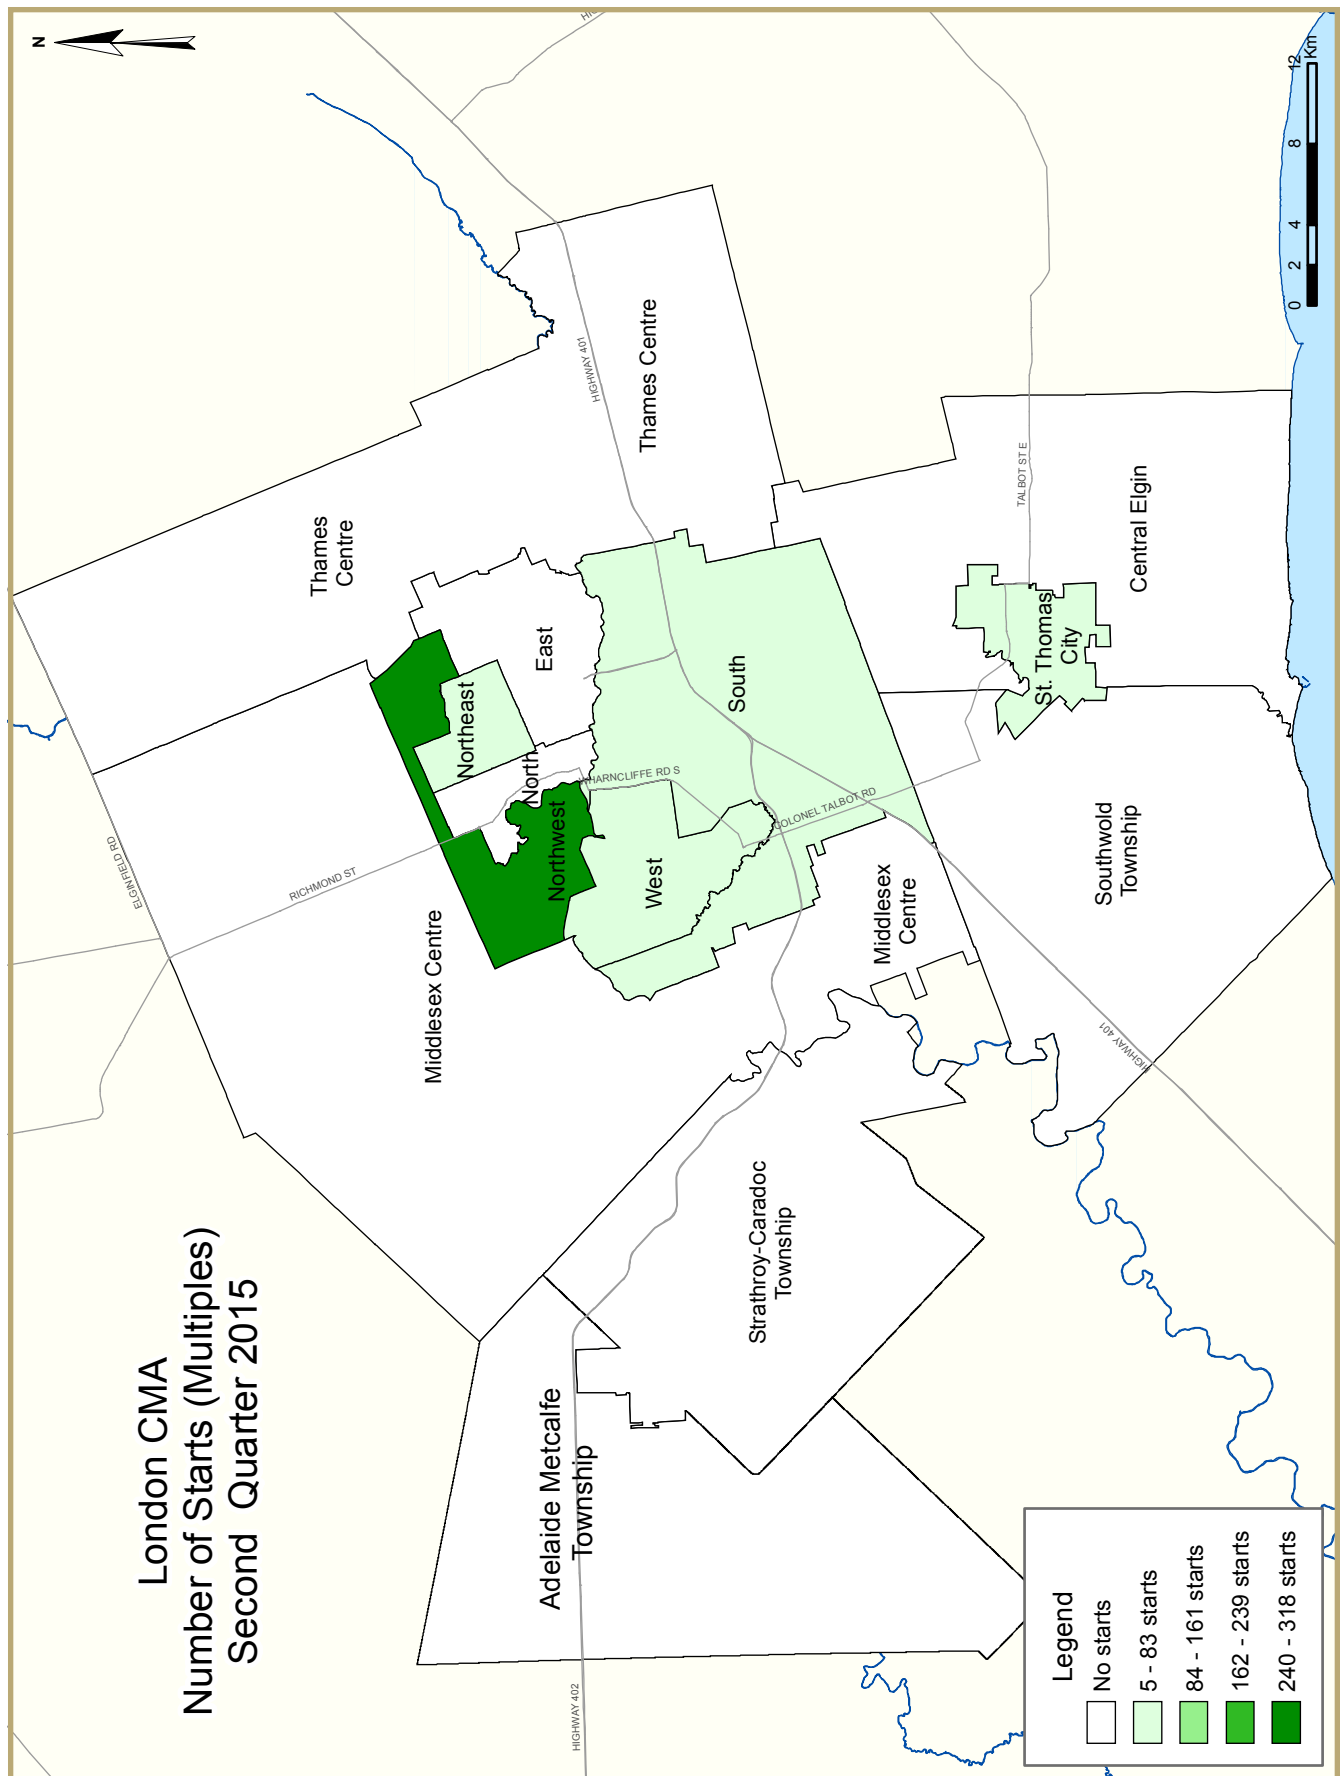 London CMA
Number of Starts (Multiples)
Second Quarter 2015
N
ELGINFIELD RD
RICHMOND ST
Thames
Centre
Middlesex Centre
Northeast
East
North
Northwest
WHARNCLIFFE RD S
West
South
HIGHWAY 401
Thames Centre
Adelaide Metcalfe
Township
HIGHWAY 402
Strathroy-Caradoc
Township
COLONEL TALBOT RD
Middlesex
Centre
TALBOT ST E
St. Thomas
City
Central Elgin
Southwold
Township
HIGHWAY 401
Legend
No starts
5 - 83 starts
84 - 161 starts
162 - 239 starts
240 - 318 starts
0 2 4 8 12
Km